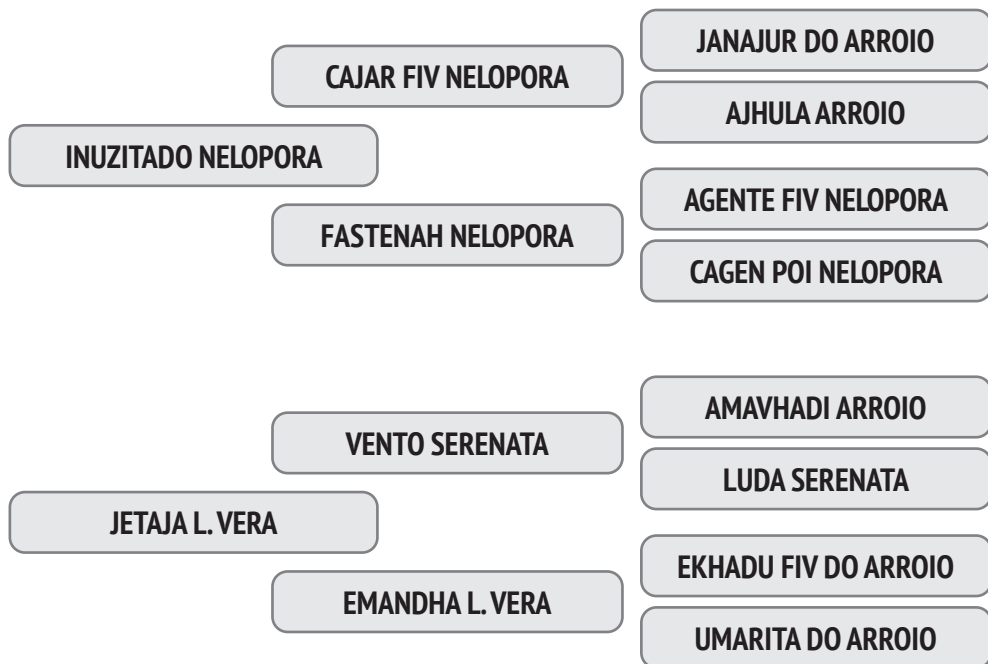 JANAJUR DO ARROIO
CAJAR FIV NELOPORA
AJHULA ARROIO
INUZITADO NELOPORA
AGENTE FIV NELOPORA
FASTENAH NELOPORA
CAGEN POI NELOPORA
AMAVHADI ARROIO
VENTO SERENATA
LUDA SERENATA
JETAJA L. VERA
EKHADU FIV DO ARROIO
EMANDHA L. VERA
UMARITA DO ARROIO